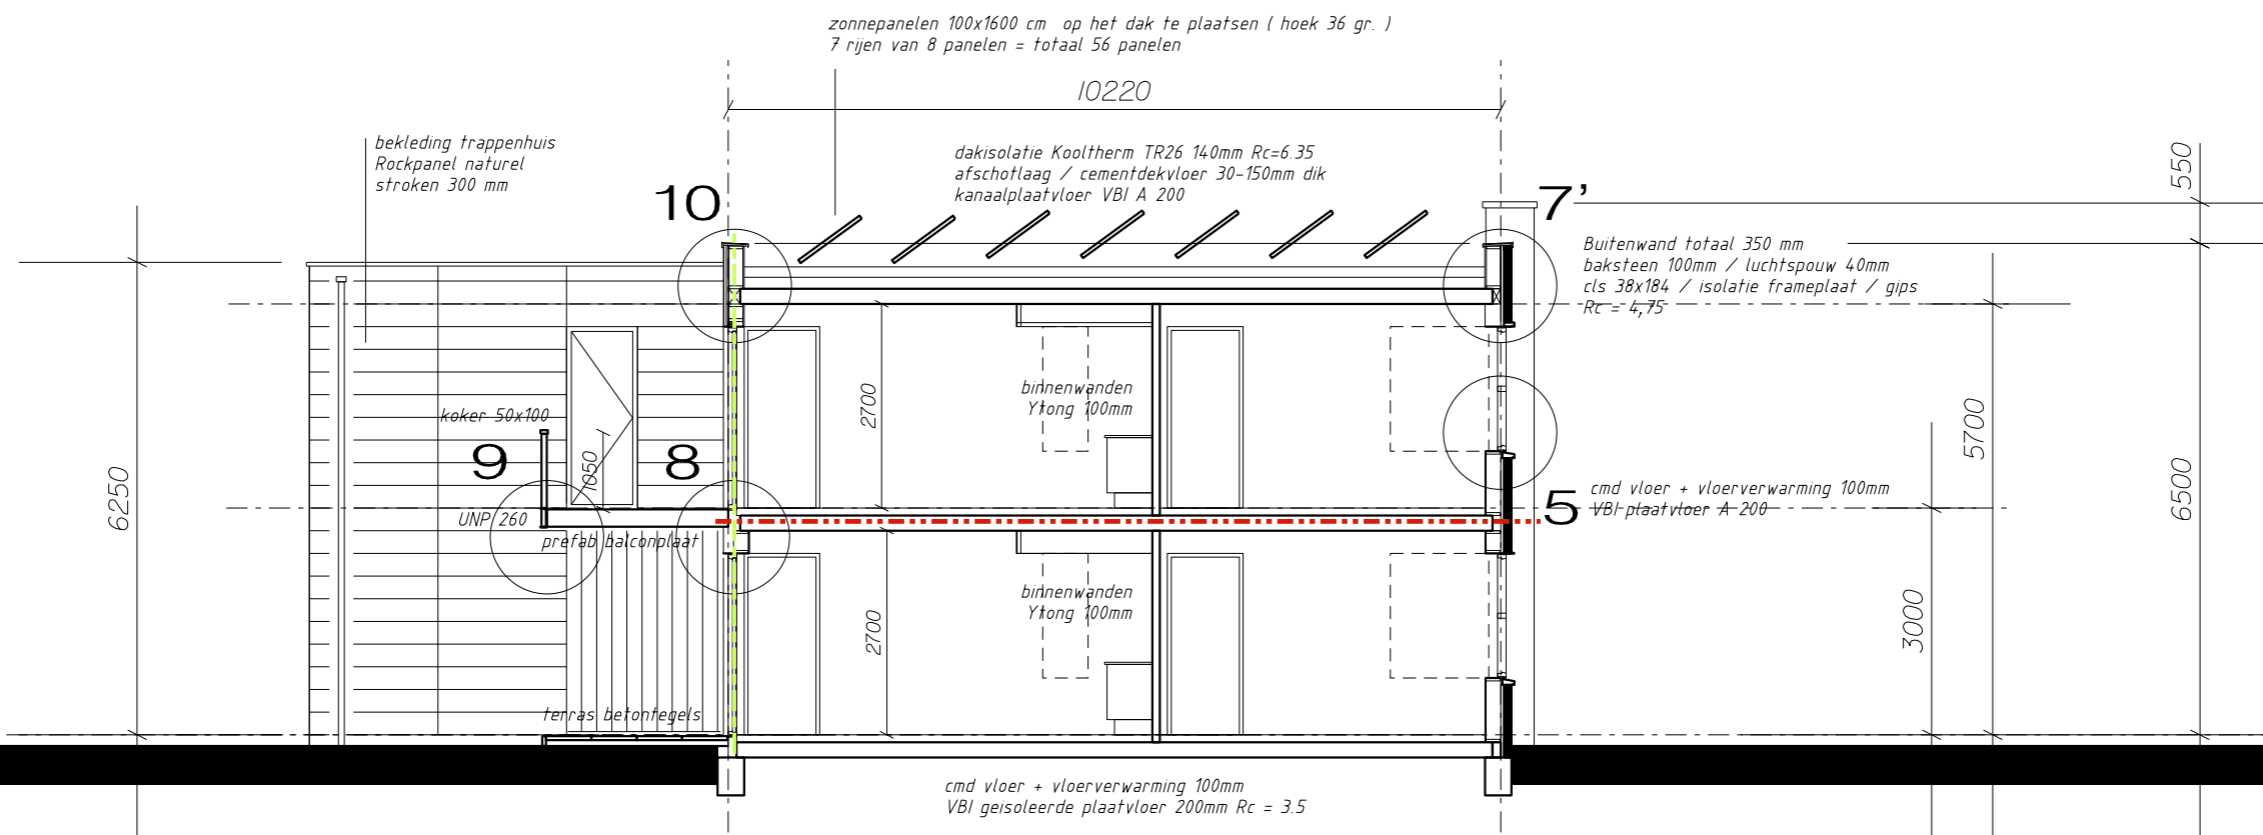 zonnepanelen 100x1600 cm op het dak te plaatsen ( hoek 36 gr. )
7 rijen van 8 panelen = totaal 56 panelen
10220
bekleding trappenhuis
Rockpanel naturel
stroken 300 mm
dakisolatie Kooltherm TR26 140mm Rc=6.35
afschotlaag / cementdekvloer 30-150mm dik
kanaalplaatvloer VBI A 200
550
10
7'
Buitenwand totaal 350 mm
baksteen 100mm / luchtspouw 40mm
cls 38x184 / isolatie frameplaat / gips
Rc = 4,75
koker 50x100
2700
binnenwanden
Ytong 100mm
5700
9
1050
8
6250
6500
UNP 260
5
cmd vloer + vloerverwarming 100mm
VBI plaatvloer A 200
prefab balconplaat
2700
binnenwanden
Ytong 100mm
3000
terras betontegels
cmd vloer + vloerverwarming 100mm
VBI geisoleerde plaatvloer 200mm Rc = 3.5